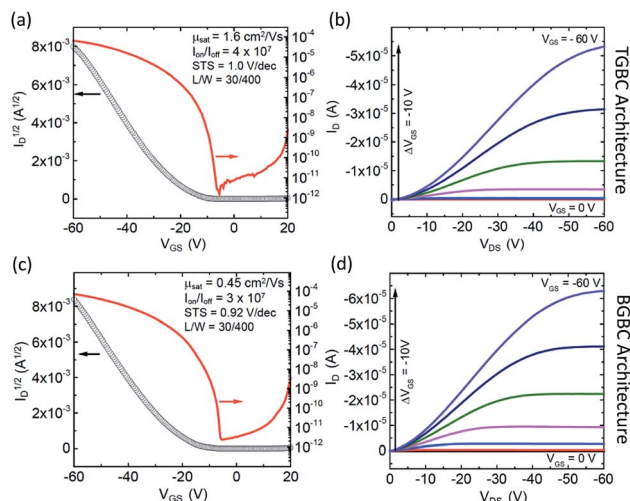 (a)
μsat = 1.6 cm²/Vs
Ion/Ioff = 4 x 10⁷
STS = 1.0 V/dec
L/W = 30/400
8x10⁻³
6x10⁻³
4x10⁻³
2x10⁻³
0
I_D^1/2 (A^1/2)
10⁻⁴
10⁻⁵
10⁻⁶
10⁻⁷
10⁻⁸
10⁻⁹
10⁻¹⁰
10⁻¹¹
10⁻¹²
-60 -40 -20 0 20
V_GS (V)
(b)
-5x10⁻⁵
-4x10⁻⁵
-3x10⁻⁵
-2x10⁻⁵
-1x10⁻⁵
0
I_D (A)
ΔV_GS = -10 V
V_GS = - 60 V
V_GS = 0 V
0 -10 -20 -30 -40 -50 -60
V_DS (V)
TGBC Architecture
(c)
μsat = 0.45 cm²/Vs
Ion/Ioff = 3 x 10⁷
STS = 0.92 V/dec
L/W = 30/400
8x10⁻³
6x10⁻³
4x10⁻³
2x10⁻³
0
I_D^1/2 (A^1/2)
10⁻⁴
10⁻⁵
10⁻⁶
10⁻⁷
10⁻⁸
10⁻⁹
10⁻¹⁰
10⁻¹¹
10⁻¹²
-60 -40 -20 0 20
V_GS (V)
(d)
-6x10⁻⁵
-5x10⁻⁵
-4x10⁻⁵
-3x10⁻⁵
-2x10⁻⁵
-1x10⁻⁵
0
I_D (A)
ΔV_GS = -10V
V_GS = -60 V
V_GS = 0 V
0 -10 -20 -30 -40 -50 -60
V_DS (V)
BGBC Architecture